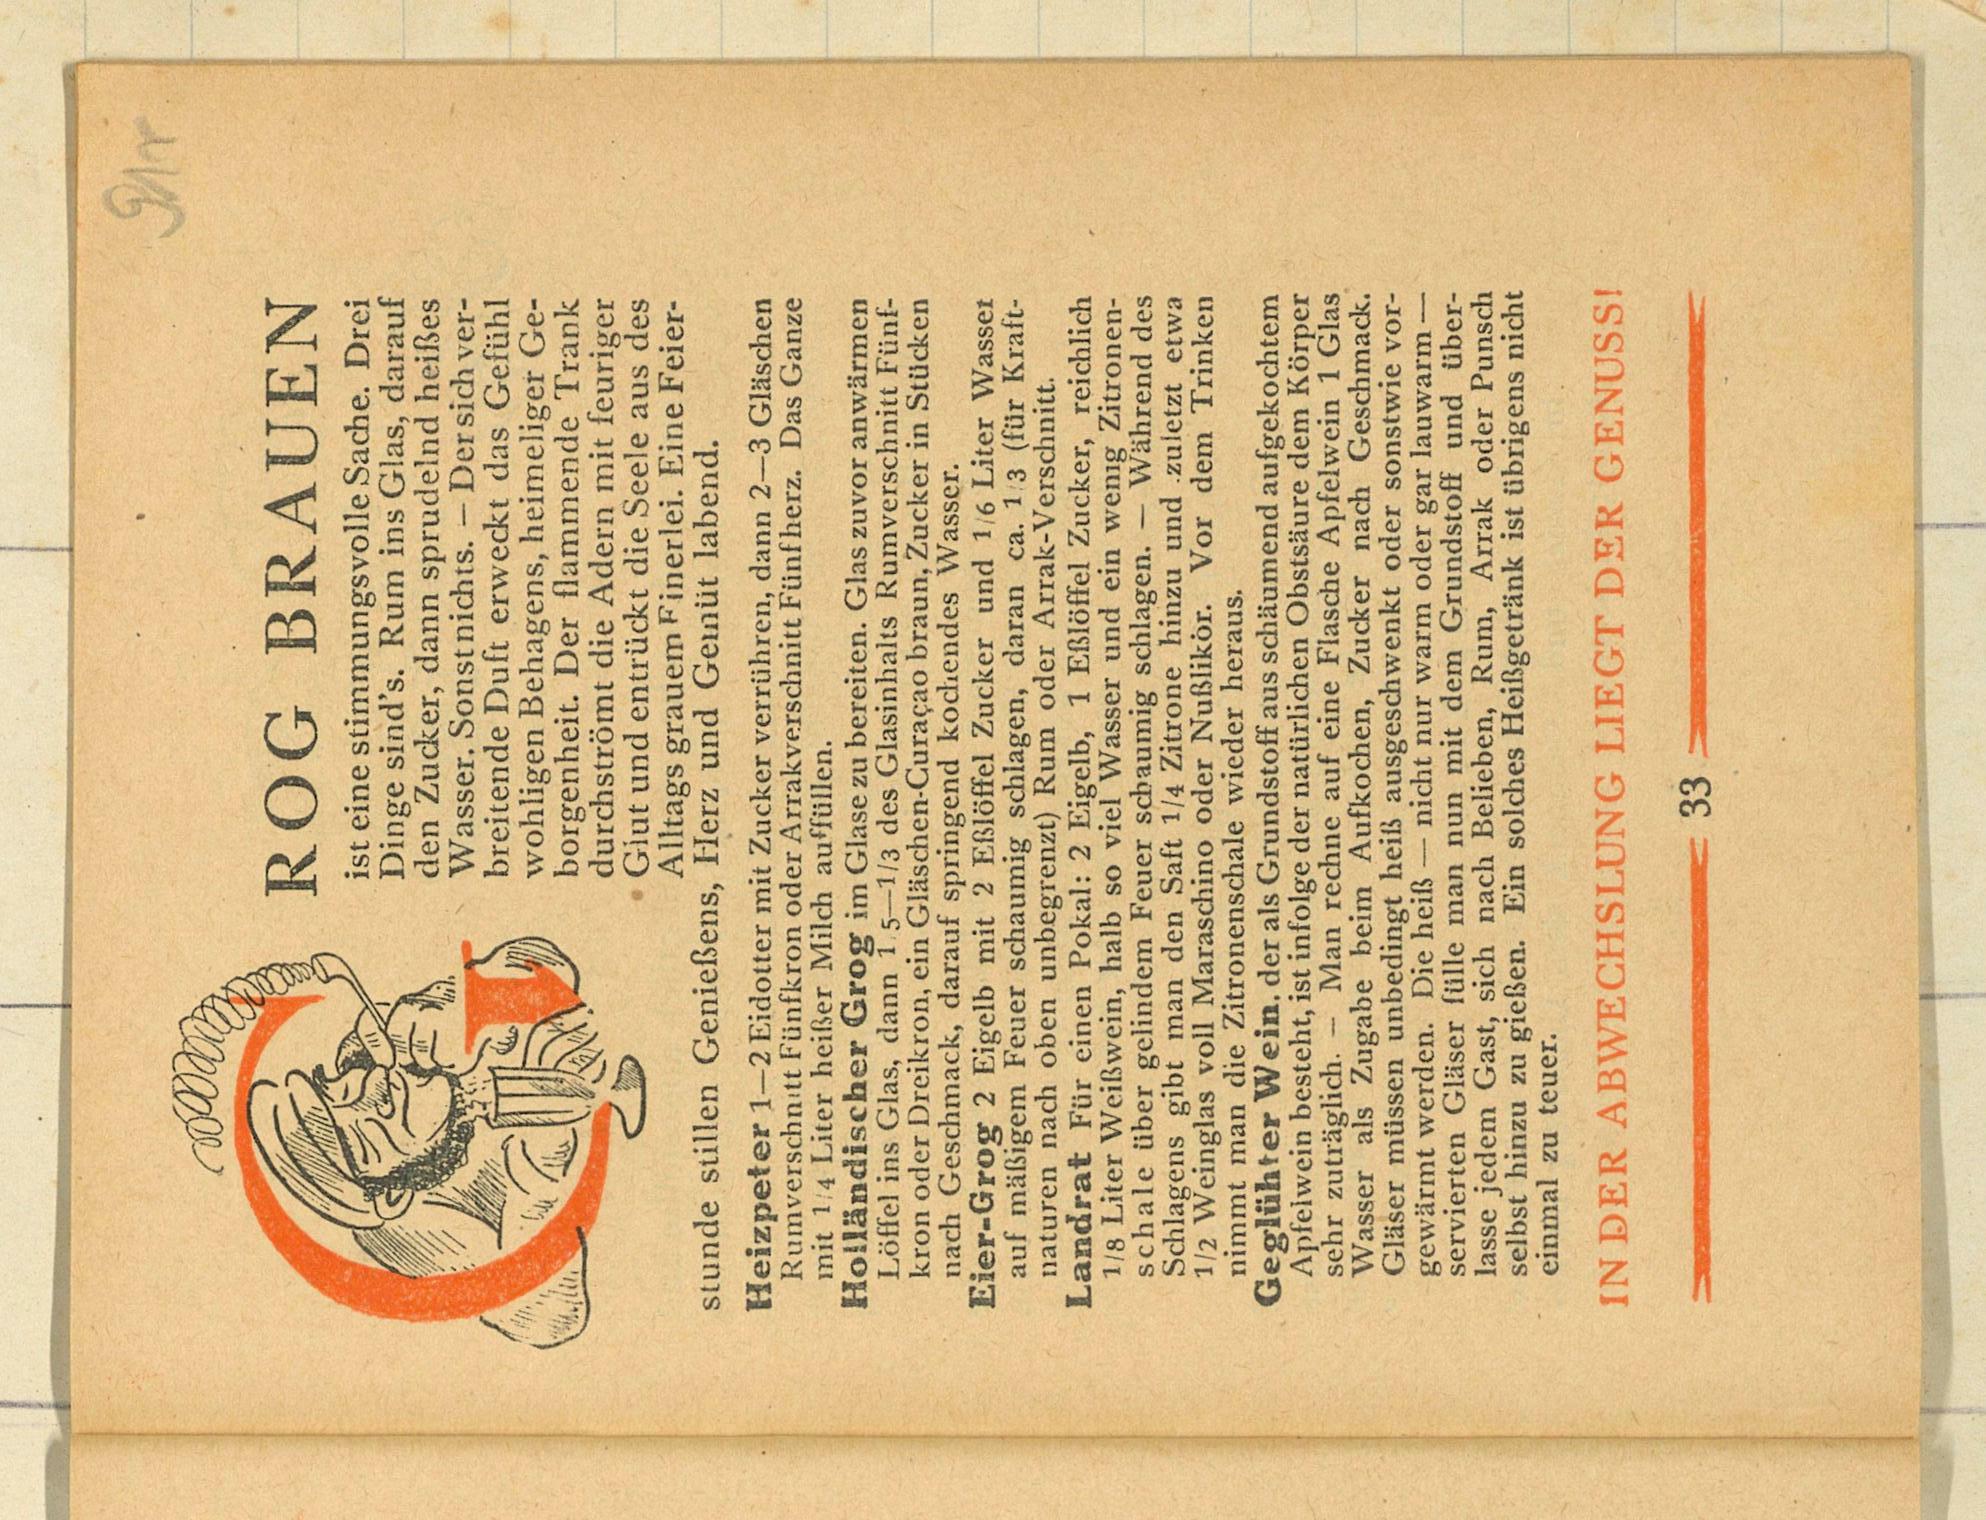 GROG BRAUEN
ist eine stimmungsvolle Sache. Drei
Dinge sind's. Rum ins Glas, darauf
den Zucker, dann sprudelnd heißes
Wasser. Sonst nichts. — Der sich ver-
breitende Duft erweckt das Gefühl
wohligen Behagens, heimeliger Ge-
borgenheit. Der flammende Trank
durchströmt die Adern mit feuriger
Glut und entrückt die Seele aus des
Alltags grauem Einerlei. Eine Feier-
stunde stillen Genießens, Herz und Gemüt labend.
Heizpeter 1—2 Eidotter mit Zucker verrühren, dann 2—3 Gläschen
Rumverschnitt Fünfkron oder Arrakverschnitt Fünfherz. Das Ganze
mit 1/4 Liter heißer Milch auffüllen.
Holländischer Grog im Glase zu bereiten. Glas zuvor anwärmen
Löffel ins Glas, dann 1/5—1/3 des Glasinhalts Rumverschnitt Fünf-
kron oder Dreikron, ein Gläschen-Curaçao braun, Zucker in Stücken
nach Geschmack, darauf springend kochendes Wasser.
Eier-Grog 2 Eigelb mit 2 Eßlöffel Zucker und 1/6 Liter Wasser
auf mäßigem Feuer schaumig schlagen, daran ca. 1/3 (für Kraft-
naturen nach oben unbegrenzt) Rum oder Arrak-Verschnitt.
Landrat Für einen Pokal: 2 Eigelb, 1 Eßlöffel Zucker, reichlich
1/8 Liter Weißwein, halb so viel Wasser und ein wenig Zitronen-
schale über gelindem Feuer schaumig schlagen. — Während des
Schlagens gibt man den Saft 1/4 Zitrone hinzu und zuletzt etwa
1/2 Weinglas voll Maraschino oder Nußlikör. Vor dem Trinken
nimmt man die Zitronenschale wieder heraus.
Geglühter Wein, der als Grundstoff aus schäumend aufgekochtem
Apfelwein besteht, ist infolge der natürlichen Obstsäure dem Körper
sehr zuträglich. — Man rechne auf eine Flasche Apfelwein 1 Glas
Wasser als Zugabe beim Aufkochen, Zucker nach Geschmack.
Gläser müssen unbedingt heiß ausgeschwenkt oder sonstwie vor-
gewärmt werden. Die heiß — nicht nur warm oder gar lauwarm —
servierten Gläser fülle man nun mit dem Grundstoff und über-
lasse jedem Gast, sich nach Belieben, Rum, Arrak oder Punsch
selbst hinzu zu gießen. Ein solches Heißgetränk ist übrigens nicht
einmal zu teuer.
IN DER ABWECHSLUNG LIEGT DER GENUSS!
33